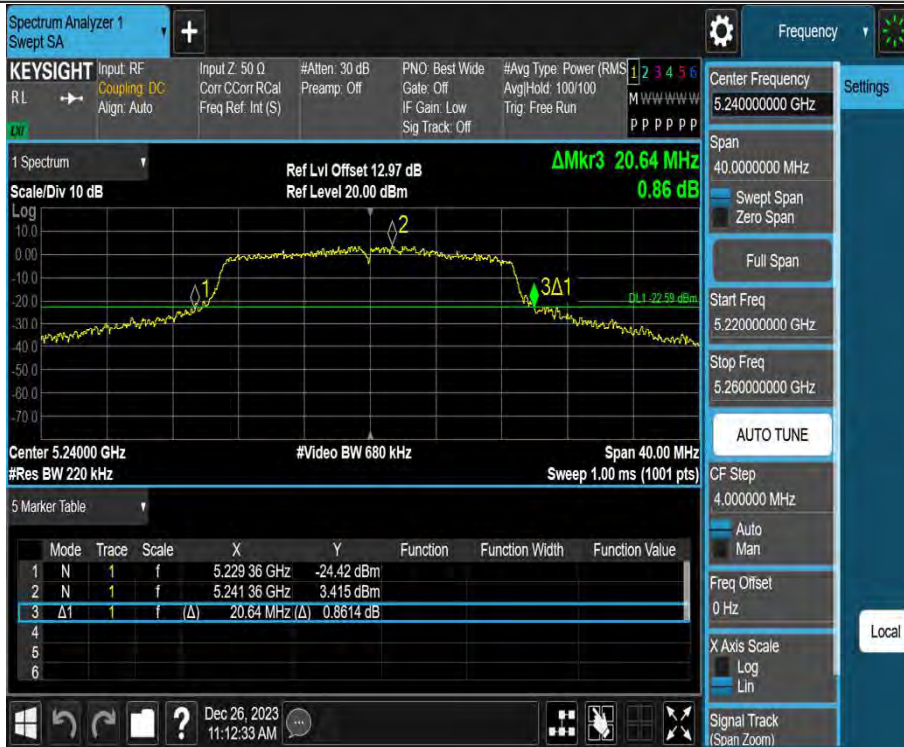 Spectrum Analyzer 1
Swept SA
+
Frequency
KEYSIGHT
RL
LXI
Input: RF
Coupling: DC
Align: Auto
Input Z: 50 Ω
Corr CCorr RCal
Freq Ref: Int (S)
#Atten: 30 dB
Preamp: Off
PNO: Best Wide
Gate: Off
IF Gain: Low
Sig Track: Off
#Avg Type: Power (RMS
Avg|Hold: 100/100
Trig: Free Run
1 2 3 4 5 6
M W W W W W
P P P P P P
1 Spectrum
Scale/Div 10 dB
Ref Lvl Offset 12.97 dB
Ref Level 20.00 dBm
ΔMkr3 20.64 MHz
0.86 dB
Log
10.0
0.00
-10.0
-20.0
-30.0
-40.0
-50.0
-60.0
-70.0
1
2
3Δ1
DL1 -22.59 dBm
Center 5.24000 GHz
#Video BW 680 kHz
Span 40.00 MHz
#Res BW 220 kHz
Sweep 1.00 ms (1001 pts)
5 Marker Table
Mode Trace Scale X Y Function Function Width Function Value
1 N 1 f 5.229 36 GHz -24.42 dBm
2 N 1 f 5.241 36 GHz 3.415 dBm
3 Δ1 1 f (Δ) 20.64 MHz (Δ) 0.8614 dB
4
5
6
?
Dec 26, 2023
11:12:33 AM
Center Frequency
5.240000000 GHz
Span
40.0000000 MHz
Swept Span
Zero Span
Full Span
Start Freq
5.220000000 GHz
Stop Freq
5.260000000 GHz
AUTO TUNE
CF Step
4.000000 MHz
Auto
Man
Freq Offset
0 Hz
X Axis Scale
Log
Lin
Signal Track
(Span Zoom)
Settings
Local